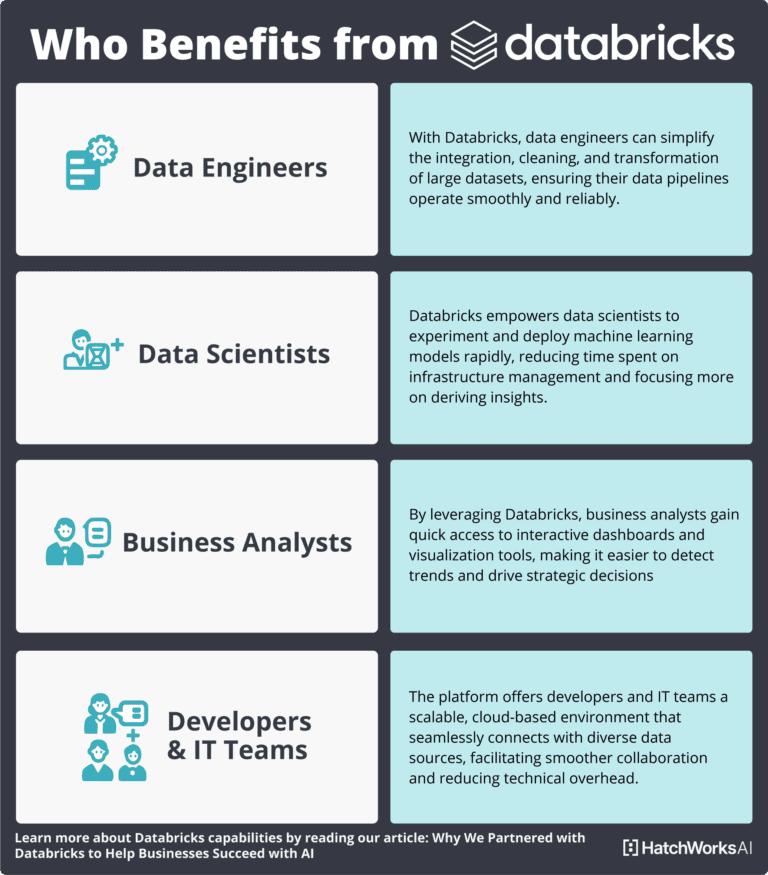 Who Benefits from databricks
Data Engineers
With Databricks, data engineers can simplify
the integration, cleaning, and transformation
of large datasets, ensuring their data pipelines
operate smoothly and reliably.
Data Scientists
Databricks empowers data scientists to
experiment and deploy machine learning
models rapidly, reducing time spent on
infrastructure management and focusing more
on deriving insights.
Business Analysts
By leveraging Databricks, business analysts gain
quick access to interactive dashboards and
visualization tools, making it easier to detect
trends and drive strategic decisions
Developers
& IT Teams
The platform offers developers and IT teams a
scalable, cloud-based environment that
seamlessly connects with diverse data
sources, facilitating smoother collaboration
and reducing technical overhead.
Learn more about Databricks capabilities by reading our article: Why We Partnered with
Databricks to Help Businesses Succeed with AI
HatchWorksAI